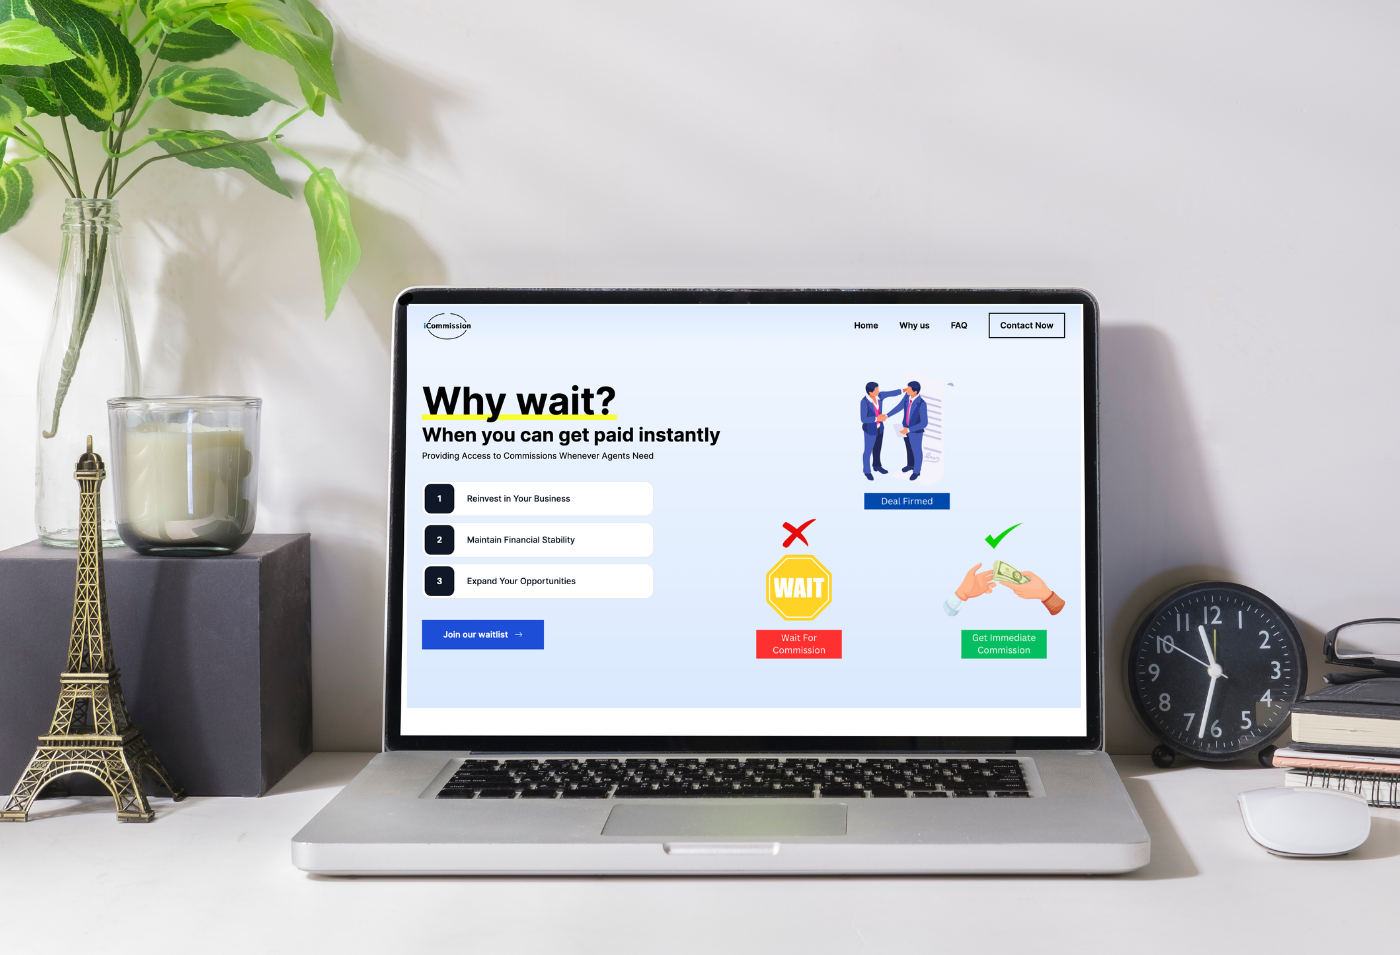 iCommission
Home
Why us
FAQ
Contact Now
Why wait?
When you can get paid instantly
Providing Access to Commissions Whenever Agents Need
1
Reinvest in Your Business
2
Maintain Financial Stability
3
Expand Your Opportunities
Join our waitlist →
Deal Firmed
WAIT
Wait For
Commission
Get Immediate
Commission
12
1
2
3
4
5
6
7
8
9
10